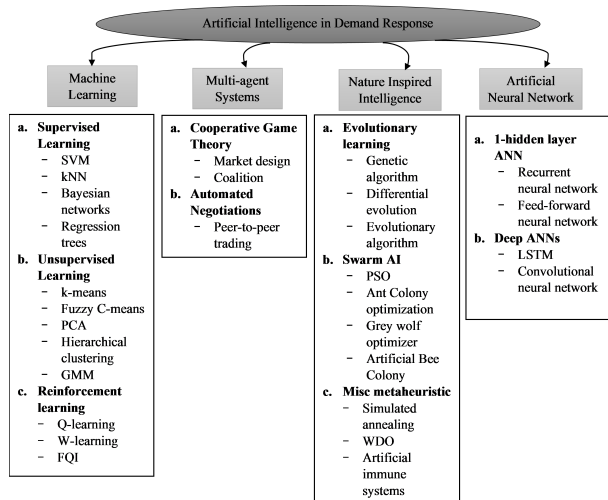 Artificial Intelligence in Demand Response
Machine
Learning
Multi-agent
Systems
Nature Inspired
Intelligence
Artificial
Neural Network
a. Supervised
Learning
- SVM
- kNN
- Bayesian
networks
- Regression
trees
b. Unsupervised
Learning
- k-means
- Fuzzy C-means
- PCA
- Hierarchical
clustering
- GMM
c. Reinforcement
learning
- Q-learning
- W-learning
- FQI
a. Cooperative Game
Theory
- Market design
- Coalition
b. Automated
Negotiations
- Peer-to-peer
trading
a. Evolutionary
learning
- Genetic
algorithm
- Differential
evolution
- Evolutionary
algorithm
b. Swarm AI
- PSO
- Ant Colony
optimization
- Grey wolf
optimizer
- Artificial Bee
Colony
c. Misc metaheuristic
- Simulated
annealing
- WDO
- Artificial
immune
systems
a. 1-hidden layer
ANN
- Recurrent
neural network
- Feed-forward
neural network
b. Deep ANNs
- LSTM
- Convolutional
neural network